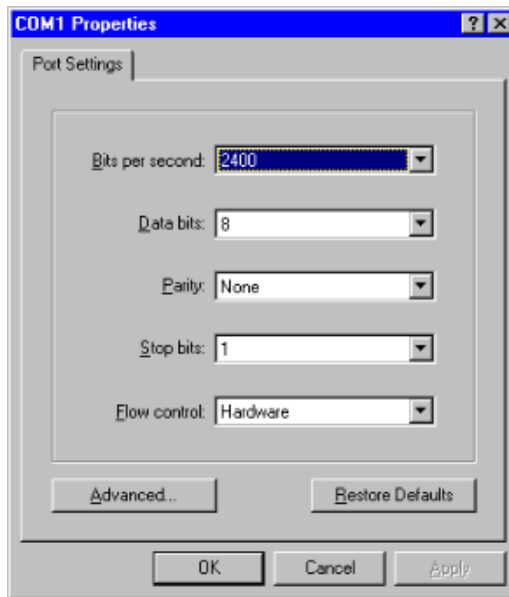 COM1 Properties
Port Settings
Bits per second: 2400
Data bits: 8
Parity: None
Stop bits: 1
Flow control: Hardware
Advanced... Restore Defaults
OK Cancel Apply